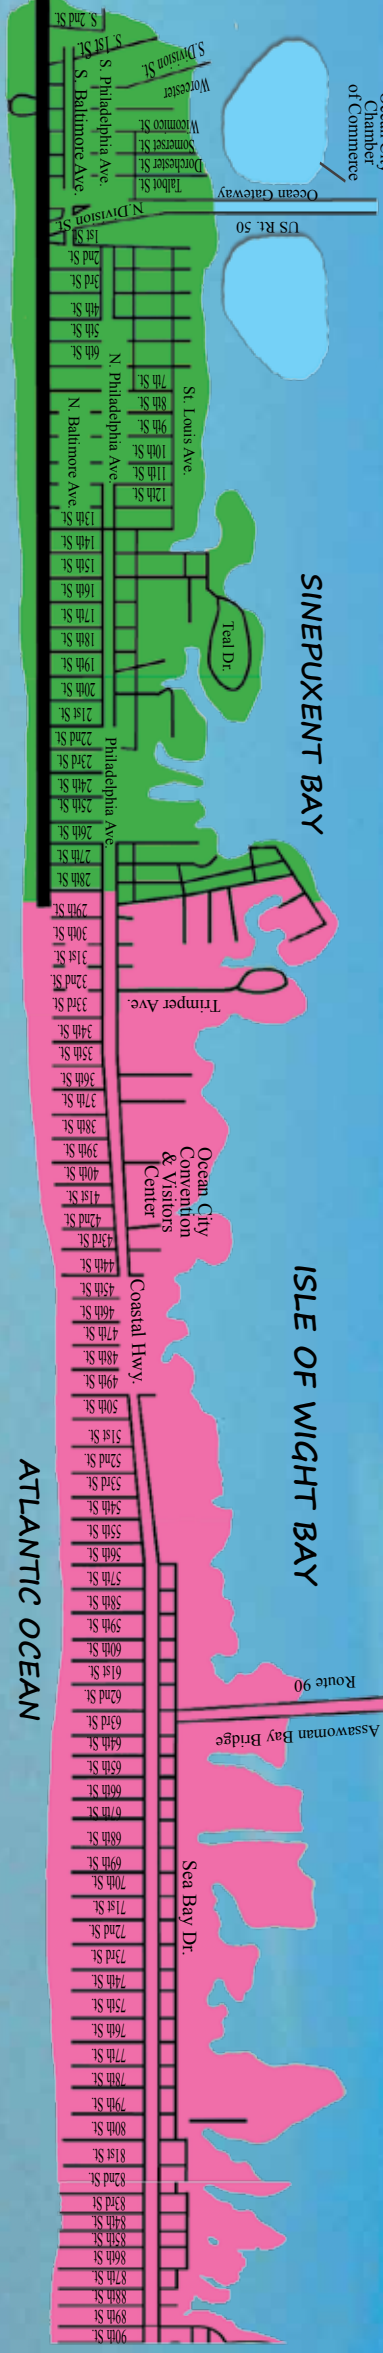 S. 2nd St.
S. 1st St.
S. Division St.
Worcester
S. Philadelphia Ave.
S. Baltimore Ave.
Wicomico St.
Somerset St.
Dorchester St.
Talbot St.
Chamber
of Commerce
Ocean Gateway
US Rt. 50
N. Division St.
1st St.
2nd St.
3rd St.
4th St.
5th St.
6th St.
7th St.
8th St.
9th St.
10th St.
11th St.
12th St.
St. Louis Ave.
N. Philadelphia Ave.
N. Baltimore Ave.
13th St.
14th St.
15th St.
16th St.
17th St.
18th St.
19th St.
20th St.
21st St.
22nd St.
23rd St.
24th St.
25th St.
26th St.
27th St.
28th St.
Teal Dr.
Philadelphia Ave.
SINEPUXENT BAY
29th St.
30th St.
31st St.
32nd St.
33rd St.
Trimper Ave.
34th St.
35th St.
36th St.
37th St.
38th St.
39th St.
40th St.
41st St.
42nd St.
43rd St.
44th St.
Ocean City
Convention
& Visitors
Center
45th St.
46th St.
47th St.
48th St.
49th St.
Coastal Hwy.
ISLE OF WIGHT BAY
50th St.
51st St.
52nd St.
53rd St.
54th St.
55th St.
56th St.
57th St.
58th St.
59th St.
60th St.
61st St.
62nd St.
63rd St.
ATLANTIC OCEAN
Route 90
Assawoman Bay Bridge
64th St.
65th St.
66th St.
67th St.
68th St.
69th St.
70th St.
71st St.
72nd St.
73rd St.
74th St.
75th St.
76th St.
77th St.
78th St.
79th St.
80th St.
Sea Bay Dr.
81st St.
82nd St.
83rd St.
84th St.
85th St.
86th St.
87th St.
88th St.
89th St.
90th St.